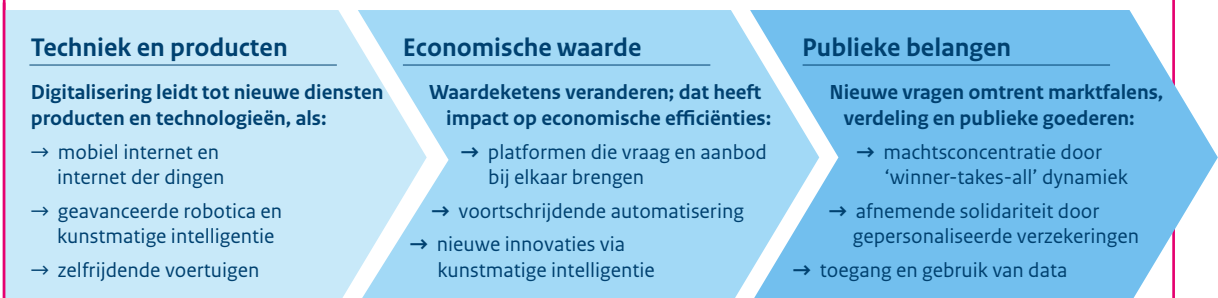 Techniek en producten
Digitalisering leidt tot nieuwe diensten
producten en technologieën, als:
→ mobiel internet en
internet der dingen
→ geavanceerde robotica en
kunstmatige intelligentie
→ zelfrijdende voertuigen
Economische waarde
Waardeketens veranderen; dat heeft
impact op economische efficiënties:
→ platformen die vraag en aanbod
bij elkaar brengen
→ voortschrijdende automatisering
→ nieuwe innovaties via
kunstmatige intelligentie
Publieke belangen
Nieuwe vragen omtrent marktfalens,
verdeling en publieke goederen:
→ machtsconcentratie door
‘winner-takes-all’ dynamiek
→ afnemende solidariteit door
gepersonaliseerde verzekeringen
→ toegang en gebruik van data